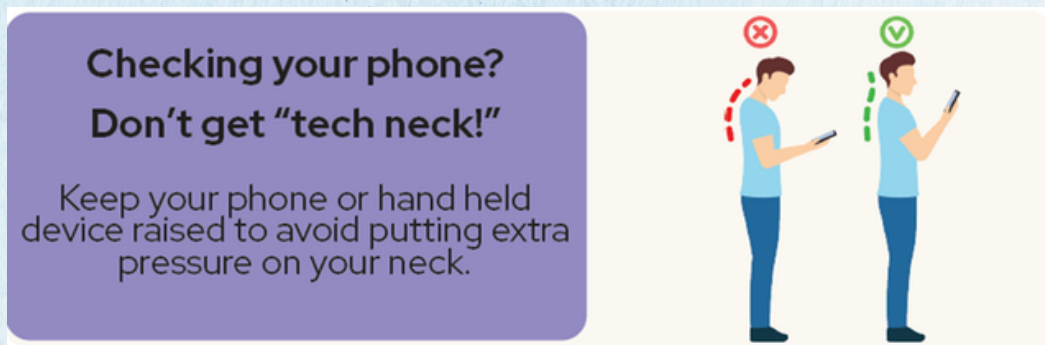 Checking your phone?
Don’t get “tech neck!”
Keep your phone or hand held
device raised to avoid putting extra
pressure on your neck.